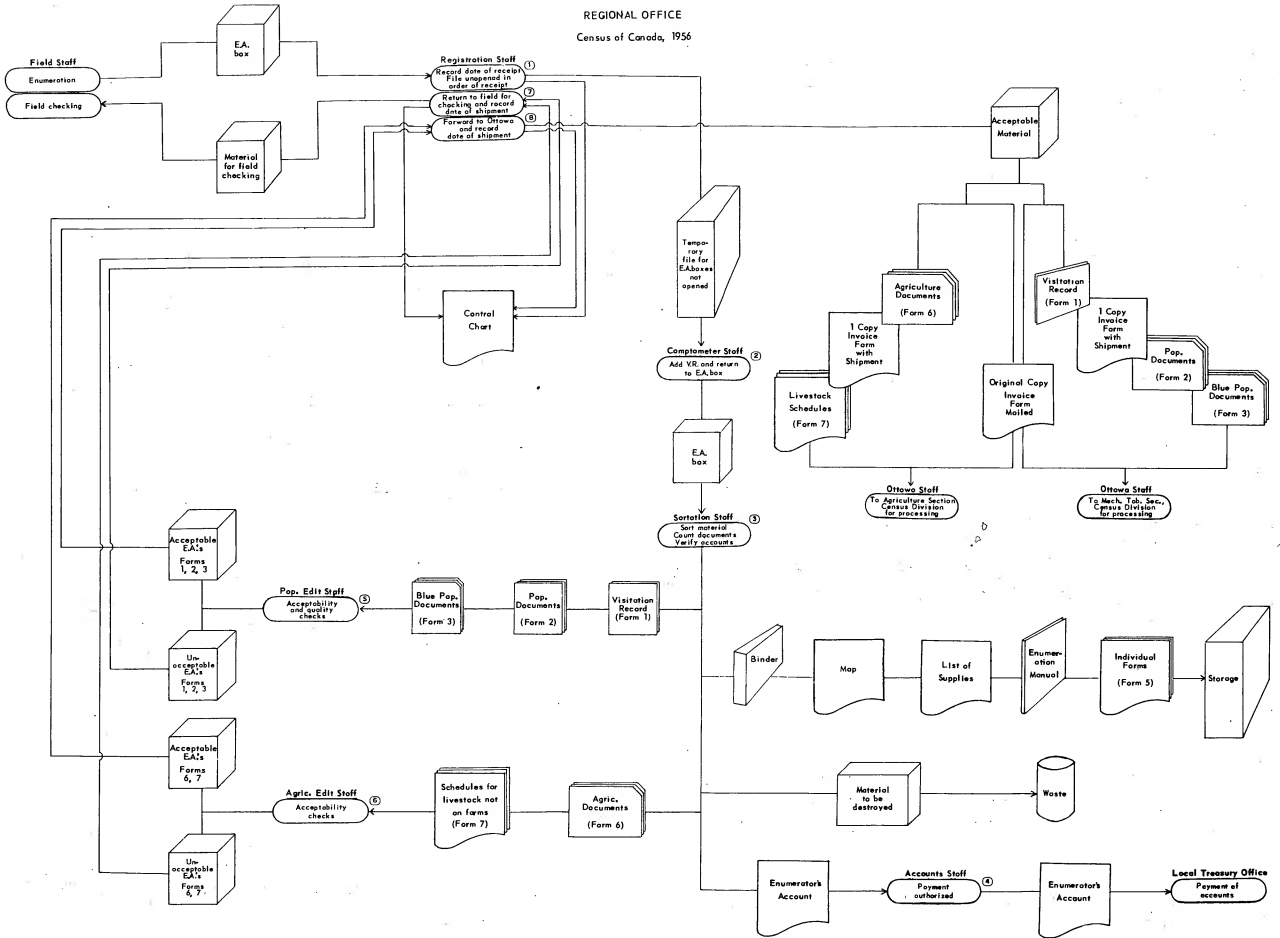 REGIONAL OFFICE
Census of Canada, 1956
Field Staff
Enumeration
Field checking
E.A.
box
Material
for field
checking
Registration Staff
1
Record date of receipt
File unopened in
order of receipt
7
Return to field for
checking and record
date of shipment
8
Forward to Ottawa
and record
date of shipment
Acceptable
Material
Tempo-
rary
file for
E.A.boxes
not
opened
Control
Chart
Agriculture
Documents
(Form 6)
1 Copy
Invoice
Form
with
Shipment
Livestock
Schedules
(Form 7)
Original Copy
Invoice
Form
Mailed
Visitation
Record
(Form 1)
1 Copy
Invoice
Form
with
Shipment
Pop.
Documents
(Form 2)
Blue Pop.
Documents
(Form 3)
Comptometer Staff
2
Add V.R. and return
to E.A. box
E.A.
box
Ottawa Staff
To Agriculture Section
Census Division
for processing
Ottawa Staff
To Mech. Tab. Sec.,
Census Division
for processing
Sortation Staff
3
Sort material
Count documents
Verify accounts
Acceptable
E.A.'s
Forms
1, 2, 3
Pop. Edit Staff
5
Acceptability
and quality
checks
Blue Pop.
Documents
(Form 3)
Pop.
Documents
(Form 2)
Visitation
Record
(Form 1)
Un-
acceptable
E.A.'s
Forms
1, 2, 3
Binder
Map
List of
Supplies
Enumer-
ation
Manual
Individual
Forms
(Form 5)
Storage
Acceptable
E.A.'s
Forms
6, 7
Agric. Edit Staff
6
Acceptability
checks
Schedules for
livestock not
on farms
(Form 7)
Agric.
Documents
(Form 6)
Material
to be
destroyed
Waste
Un-
acceptable
E.A.'s
Forms
6, 7
Enumerator's
Account
Accounts Staff
4
Payment
authorized
Enumerator's
Account
Local Treasury Office
Payment of
accounts